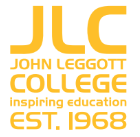 JLC
JOHN LEGGOTT
COLLEGE
inspiring education
EST. 1968